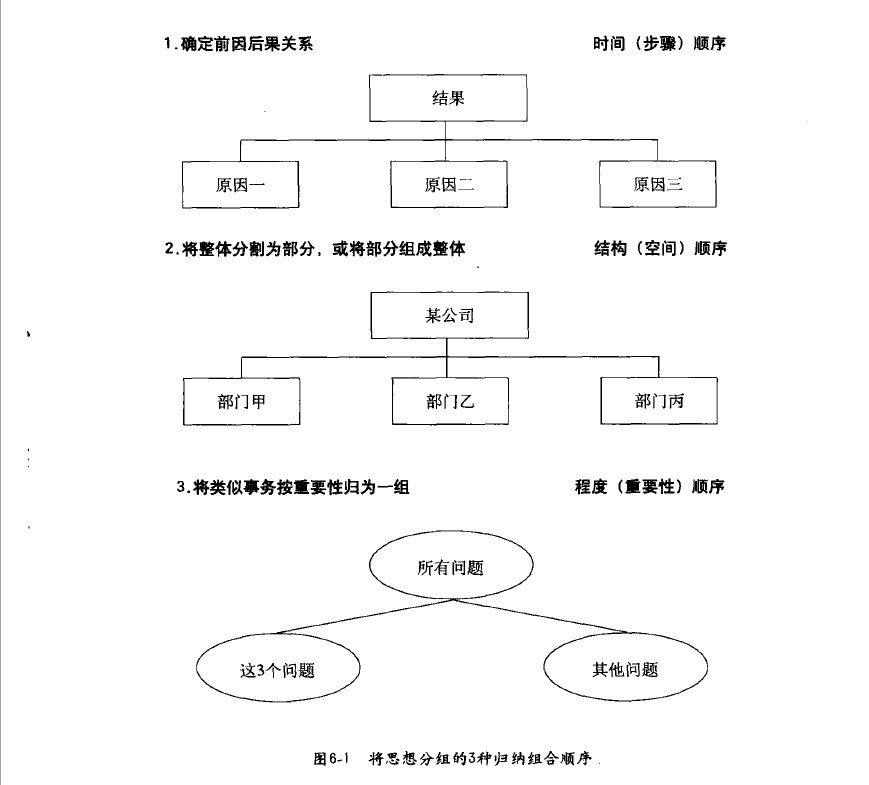 1.确定前因后果关系 时间（步骤）顺序
结果
原因一 原因二 原因三
2.将整体分割为部分，或将部分组成整体 结构（空间）顺序
某公司
部门甲 部门乙 部门丙
3.将类似事务按重要性归为一组 程度（重要性）顺序
所有问题
这3个问题 其他问题
图6-1 将思想分组的3种归纳组合顺序